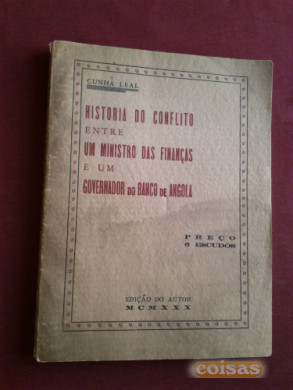 CUNHA LEAL
HISTORIA DO CONFLITO
ENTRE
UM MINISTRO DAS FINANÇAS
E UM
GOVERNADOR DO BANCO DE ANGOLA
PREÇO
6 ESCUDOS
EDIÇÃO DO AUTOR
MCMXXX
coisas